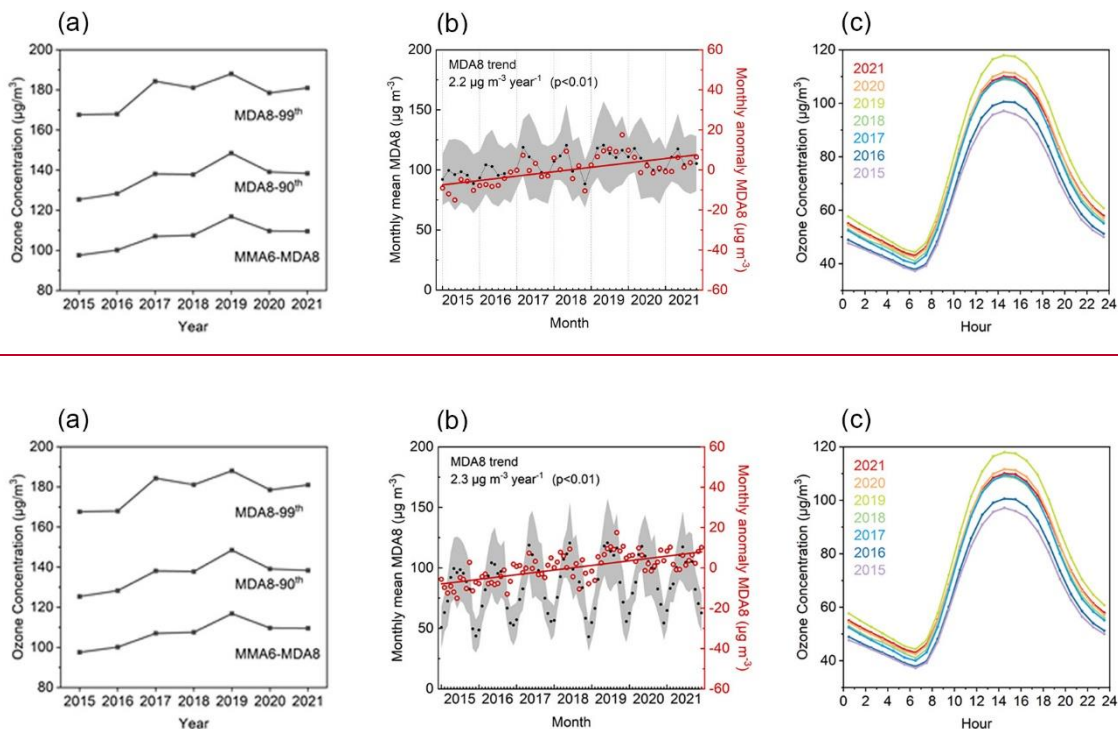 (a)
(b)
(c)
Ozone Concentration (µg/m³)
200
180
160
140
120
100
80
MDA8-99th
MDA8-90th
MMA6-MDA8
2015 2016 2017 2018 2019 2020 2021
Year
Monthly mean MDA8 (µg m⁻³)
200
150
100
50
0
MDA8 trend
2.2 µg m⁻³ year⁻¹ (p<0.01)
60
40
20
0
-20
-40
-60
Monthly anomaly MDA8 (µg m⁻³)
2015 2016 2017 2018 2019 2020 2021
Month
Ozone Concentration (µg/m³)
120
100
80
60
40
2021
2020
2019
2018
2017
2016
2015
0 2 4 6 8 10 12 14 16 18 20 22 24
Hour
(a)
(b)
(c)
Ozone Concentration (µg/m³)
200
180
160
140
120
100
80
MDA8-99th
MDA8-90th
MMA6-MDA8
2015 2016 2017 2018 2019 2020 2021
Year
Monthly mean MDA8 (µg m⁻³)
200
150
100
50
0
MDA8 trend
2.3 µg m⁻³ year⁻¹ (p<0.01)
60
40
20
0
-20
-40
-60
Monthly anomaly MDA8 (µg m⁻³)
2015 2016 2017 2018 2019 2020 2021
Month
Ozone Concentration (µg/m³)
120
100
80
60
40
2021
2020
2019
2018
2017
2016
2015
0 2 4 6 8 10 12 14 16 18 20 22 24
Hour